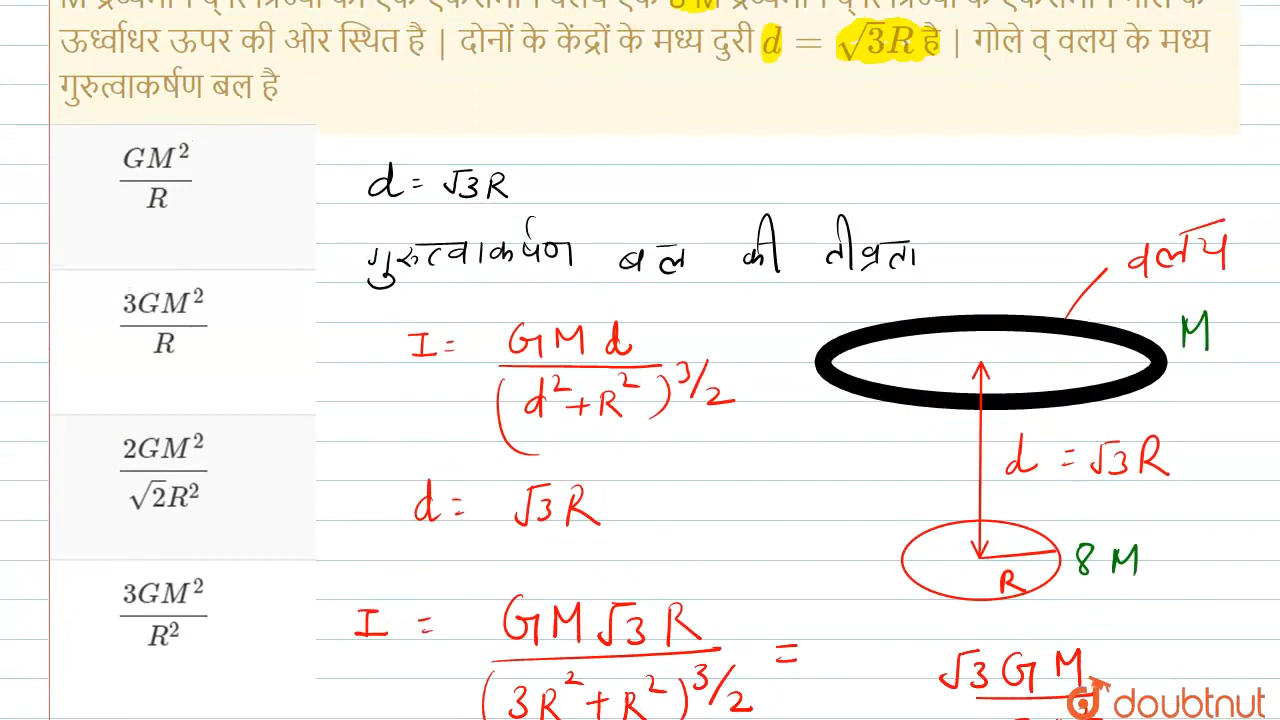 ऊर्ध्वाधर ऊपर की ओर स्थित है | दोनों के केंद्रों के मध्य दुरी d = √3R है | गोले व् वलय के मध्य
गुरुत्वाकर्षण बल है
GM²/R
3GM²/R
2GM²/√2R²
3GM²/R²
d = √3R
गुरुत्वाकर्षण बल की तीव्रता
I = GMd/(d²+R²)^3/2
d = √3R
I = GM√3R/(3R²+R²)^3/2 = √3GM
वलय
M
d = √3R
R
8M
doubtnut